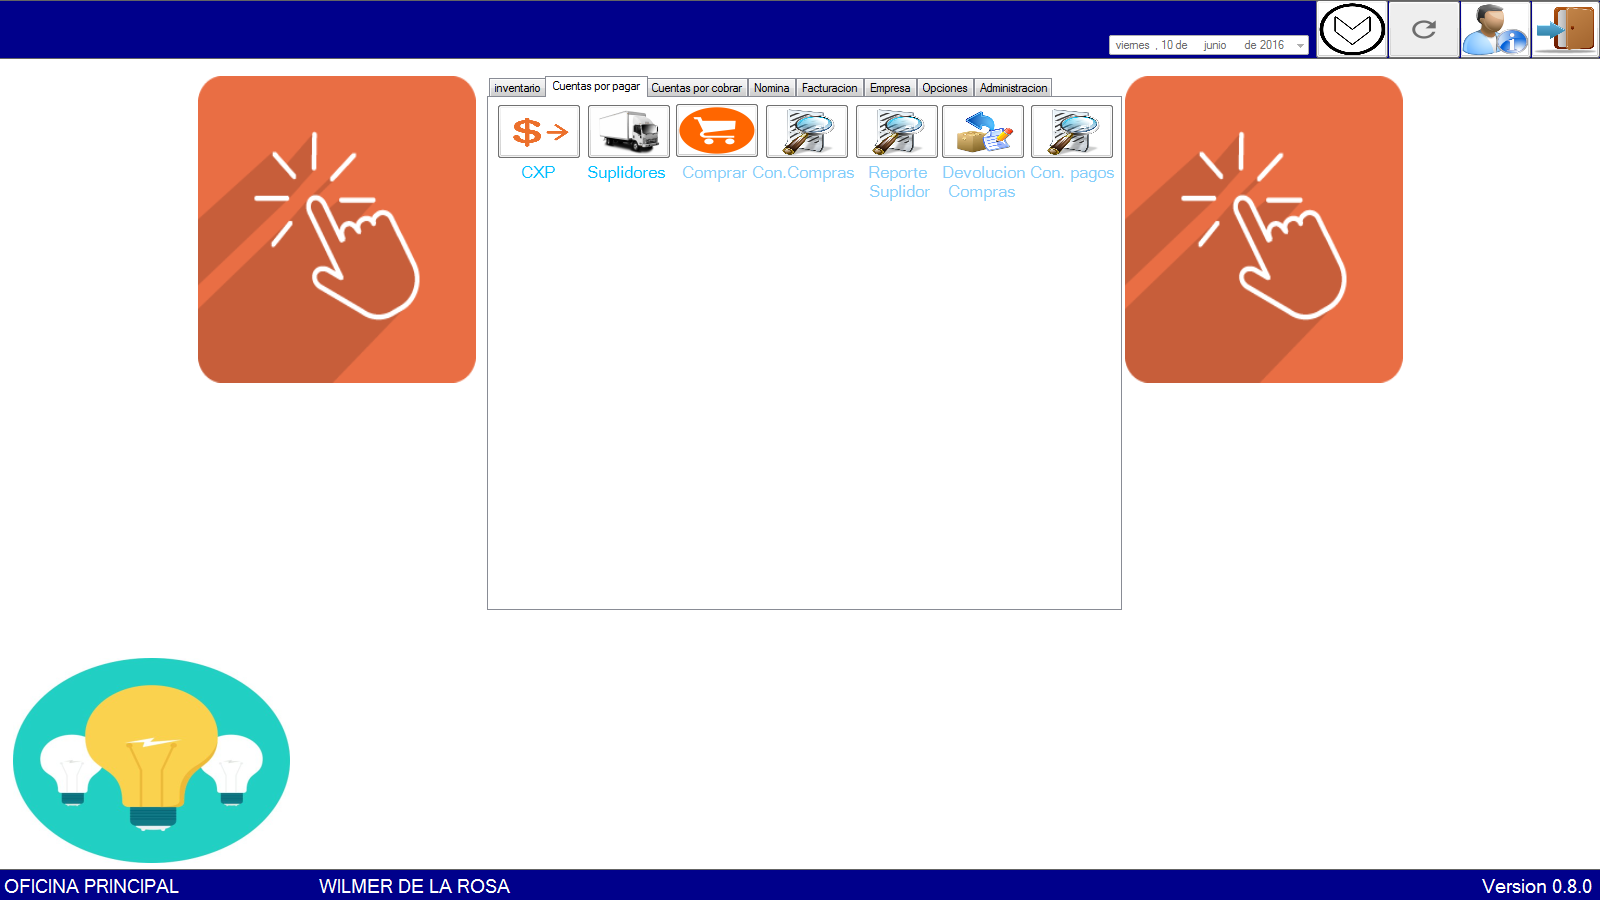 viernes , 10 de junio de 2016
inventario Cuentas por pagar Cuentas por cobrar Nomina Facturacion Empresa Opciones Administracion
$
CXP Suplidores Comprar Con.Compras Reporte Suplidor Devolucion Compras Con. pagos
OFICINA PRINCIPAL WILMER DE LA ROSA Version 0.8.0